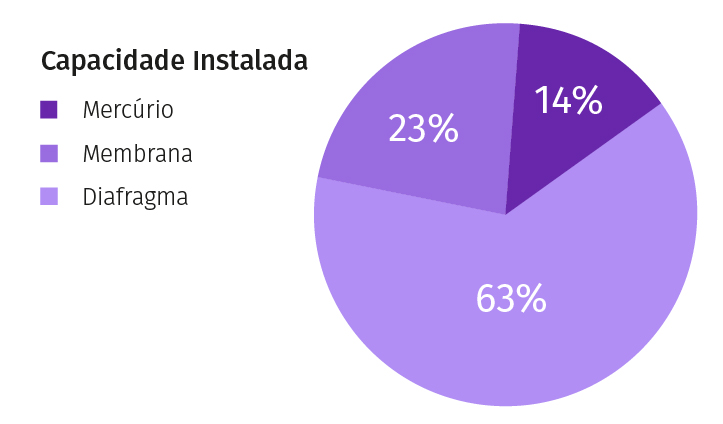 Capacidade Instalada
Mercúrio
Membrana
Diafragma
14%
23%
63%